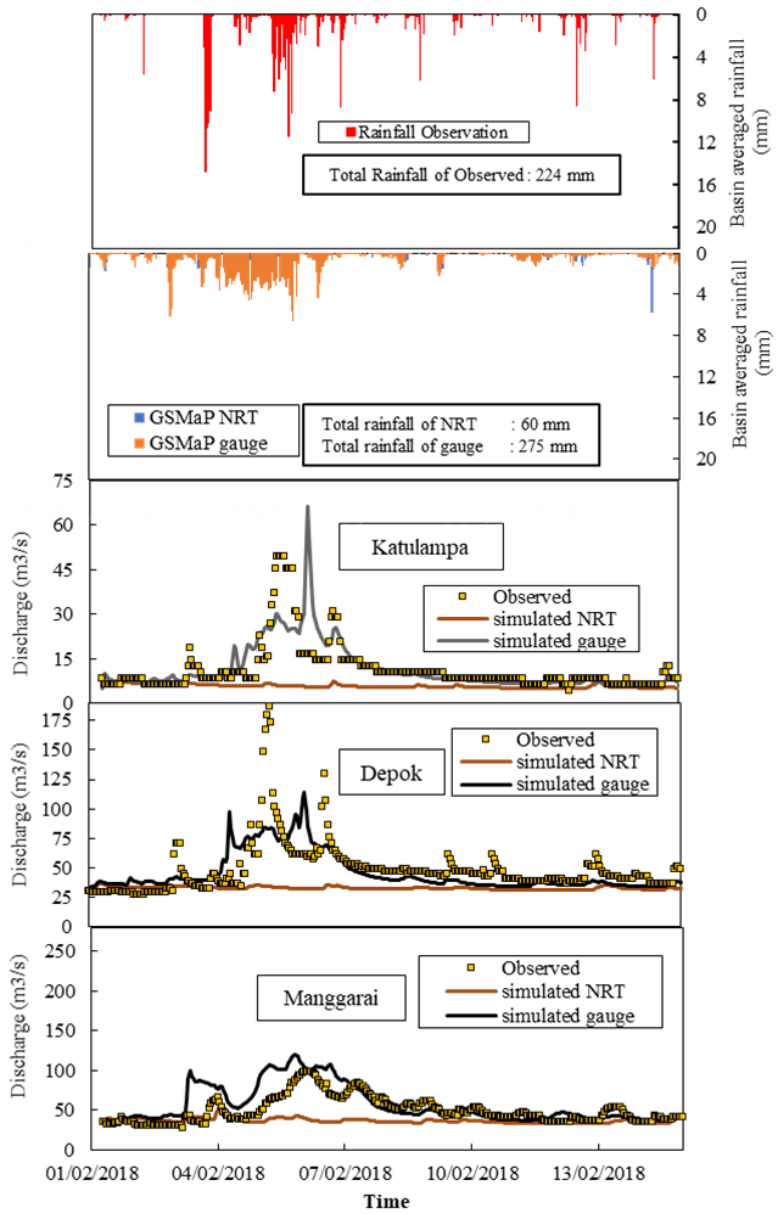 0
4
8
12
16
20
Basin averaged rainfall
(mm)
Rainfall Observation
Total Rainfall of Observed : 224 mm
0
4
8
12
16
20
Basin averaged rainfall
(mm)
GSMaP NRT
GSMaP gauge
Total rainfall of NRT : 60 mm
Total rainfall of gauge : 275 mm
75
60
45
30
15
0
Discharge (m3/s)
Katulampa
Observed
simulated NRT
simulated gauge
175
150
125
100
75
50
25
0
Discharge (m3/s)
Depok
Observed
simulated NRT
simulated gauge
250
200
150
100
50
0
Discharge (m3/s)
Manggarai
Observed
simulated NRT
simulated gauge
01/02/2018 04/02/2018 07/02/2018 10/02/2018 13/02/2018
Time